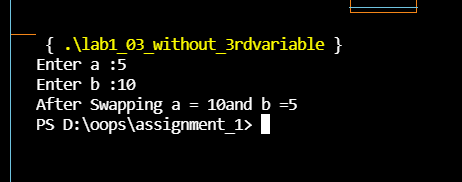 { .\lab1_03_without_3rdvariable }
Enter a :5
Enter b :10
After Swapping a = 10and b =5
PS D:\oops\assignment_1>